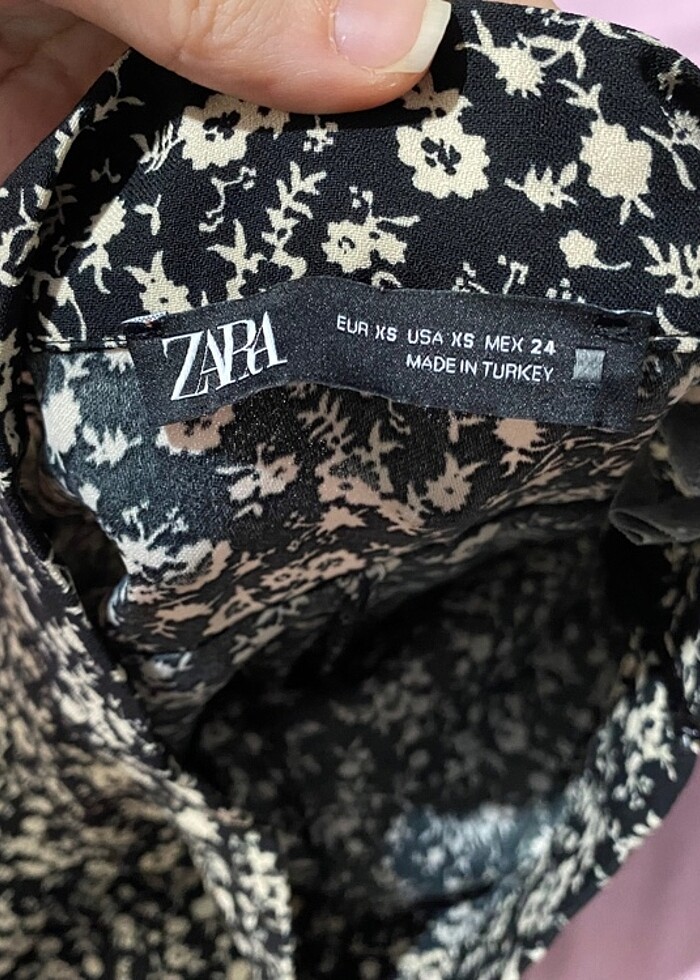 ZARA
EUR XS USA XS MEX 24
MADE IN TURKEY